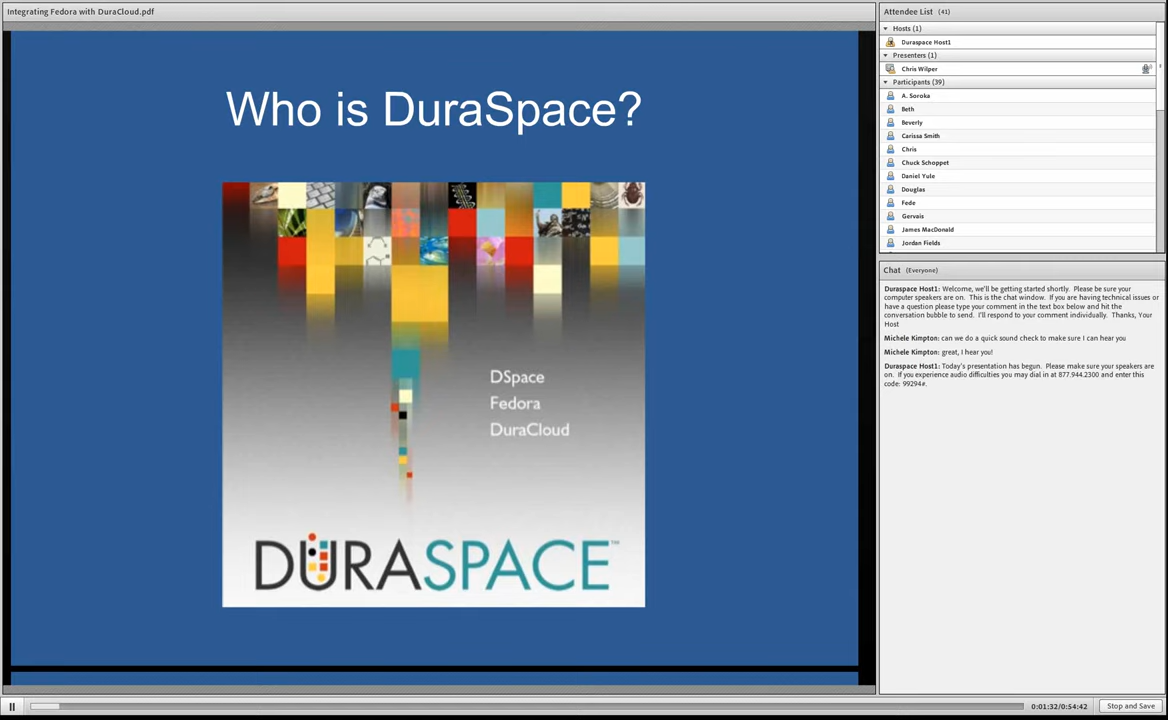 Integrating Fedora with DuraCloud.pdf
Who is DuraSpace?
DSpace
Fedora
DuraCloud
DURASPACE™
Attendee List (41)
Hosts (1)
Duraspace Host1
Presenters (1)
Chris Wilper
Participants (39)
A. Soroka
Beth
Beverly
Carissa Smith
Chris
Chuck Schoppet
Daniel Yule
Douglas
Fede
Gervais
James MacDonald
Jordan Fields
Chat (Everyone)
Duraspace Host1: Welcome, we'll be getting started shortly. Please be sure your
computer speakers are on. This is the chat window. If you are having technical issues or
have a question please type your comment in the text box below and hit the
conversation bubble to send. I'll respond to your comment individually. Thanks, Your
Host
Michele Kimpton: can we do a quick sound check to make sure I can hear you
Michele Kimpton: great, I hear you!
Duraspace Host1: Today's presentation has begun. Please make sure your speakers are
on. If you experience audio difficulties you may dial in at 877.944.2300 and enter this
code: 99294#.
0:01:32/0:54:42
Stop and Save